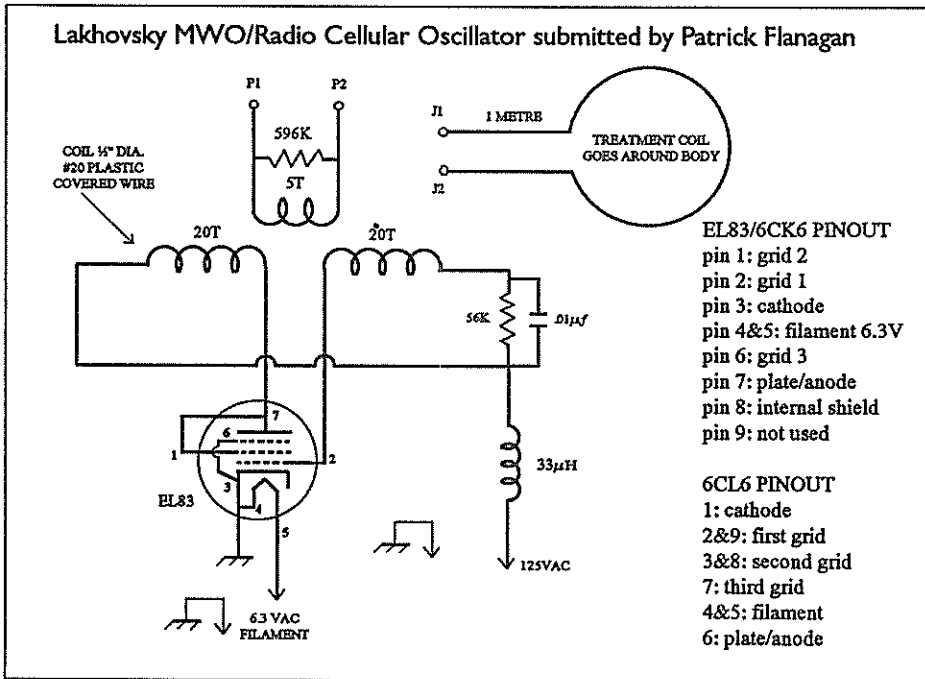 Lakhovsky MWO/Radio Cellular Oscillator submitted by Patrick Flanagan
P1
P2
596K
5T
J1
1 METRE
J2
TREATMENT COIL
GOES AROUND BODY
COIL ½" DIA.
#20 PLASTIC
COVERED WIRE
20T
20T
56K
.01µf
33µH
125VAC
7
6
1
2
3
4
5
EL83
6.3 VAC
FILAMENT
EL83/6CK6 PINOUT
pin 1: grid 2
pin 2: grid 1
pin 3: cathode
pin 4&5: filament 6.3V
pin 6: grid 3
pin 7: plate/anode
pin 8: internal shield
pin 9: not used
6CL6 PINOUT
1: cathode
2&9: first grid
3&8: second grid
7: third grid
4&5: filament
6: plate/anode